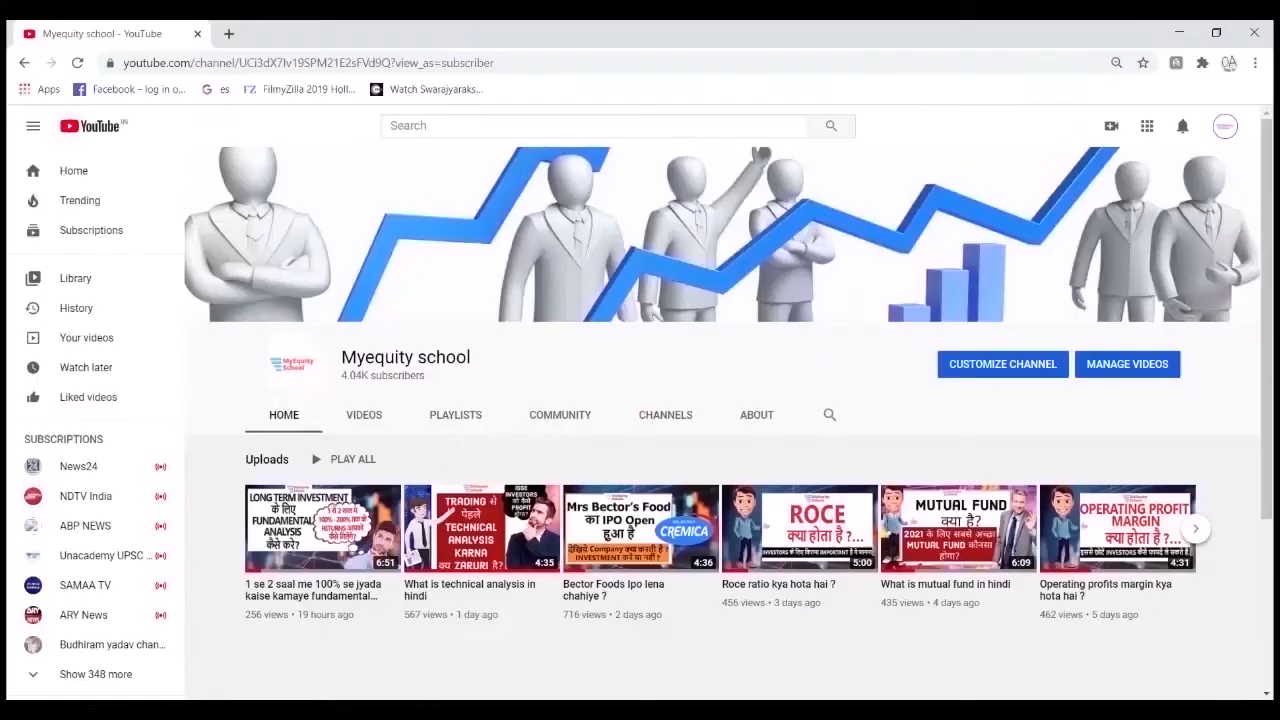 Myequity school - YouTube
youtube.com/channel/UCi3dX7Iv19SPM21E2sFVd9Q?view_as=subscriber
Apps
Facebook – log in o...
es
FilmyZilla 2019 Holl...
Watch Swarajyaraks...
YouTube IN
Search
Home
Trending
Subscriptions
Library
History
Your videos
Watch later
Liked videos
SUBSCRIPTIONS
News24
NDTV India
ABP NEWS
Unacademy UPSC ...
SAMAA TV
ARY News
Budhiram yadav chan...
Show 348 more
MyEquity
School
Myequity school
4.04K subscribers
CUSTOMIZE CHANNEL
MANAGE VIDEOS
HOME
VIDEOS
PLAYLISTS
COMMUNITY
CHANNELS
ABOUT
Uploads
PLAY ALL
LONG TERM INVESTMENT
के लिए
FUNDAMENTAL
ANALYSIS
कैसे करे?
6:51
1 se 2 saal me 100% se jyada
kaise kamaye fundamental...
256 views • 19 hours ago
TRADING से
पहले
TECHNICAL
ANALYSIS
KARNA
क्यों ZARURI है?
4:35
What is technical analysis in
hindi
567 views • 1 day ago
Mrs Bector's Food
का IPO Open
हुआ है
CREMICA
देखिये Company क्या करती है ?
INVESTMENT करें या नहीं?
4:36
Bector Foods Ipo lena
chahiye ?
716 views • 2 days ago
ROCE
क्या होता है ?...
5:00
Roce ratio kya hota hai ?
456 views • 3 days ago
MUTUAL FUND
क्या है?
2021 के लिए सबसे अच्छा
MUTUAL FUND कौनसा
होगा?
6:09
What is mutual fund in hindi
435 views • 4 days ago
OPERATING PROFIT
MARGIN
क्या होता है ?...
4:31
Operating profits margin kya
hota hai ?
462 views • 5 days ago